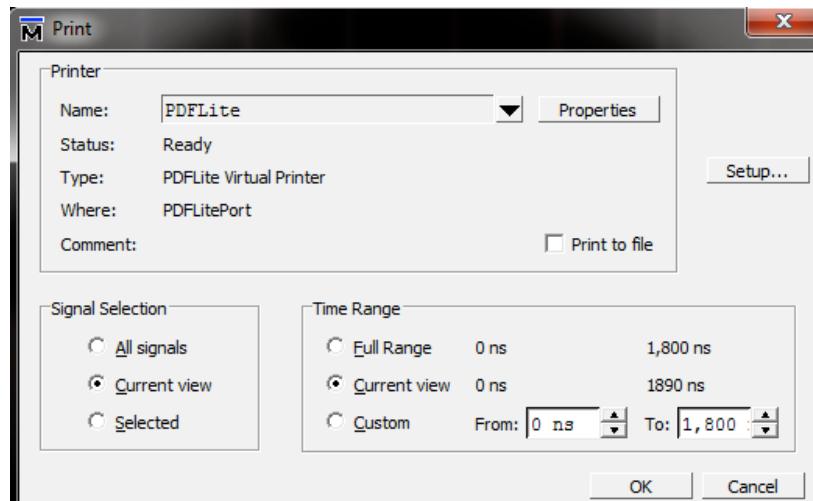 Print
Printer
Name: PDFLite Properties
Status: Ready
Type: PDFLite Virtual Printer
Setup...
Where: PDFLitePort
Comment: Print to file
Signal Selection
All signals
Current view
Selected
Time Range
Full Range 0 ns 1,800 ns
Current view 0 ns 1890 ns
Custom From: 0 ns To: 1,800
OK Cancel